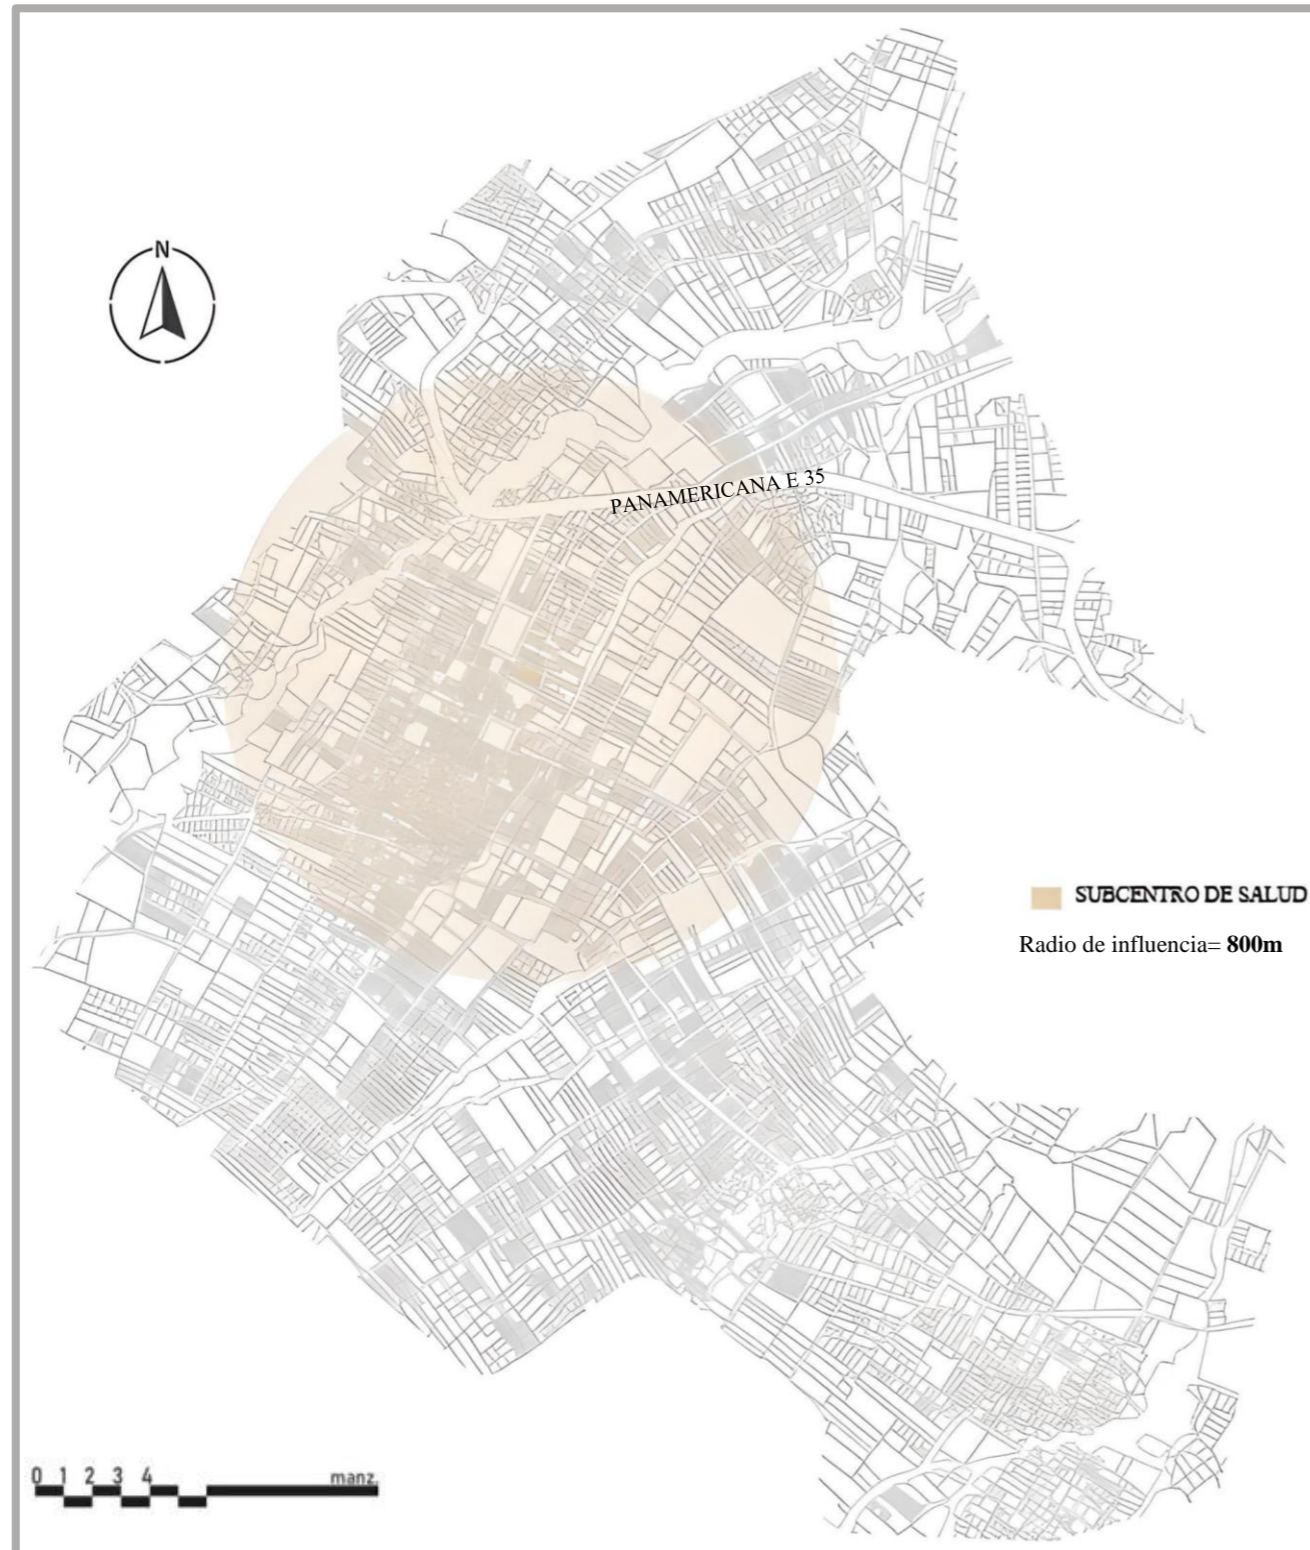 N
PANAMERICANA E 35
SUBCENTRO DE SALUD
Radio de influencia= 800m
0 1 2 3 4 manz.